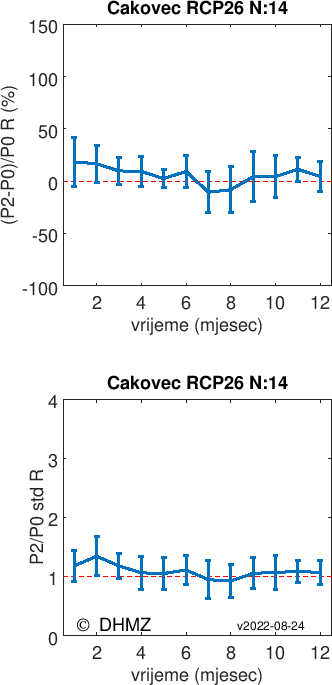 Cakovec RCP26 N:14
150
100
50
0
-50
-100
(P2-P0)/P0 R (%)
2 4 6 8 10 12
vrijeme (mjesec)
Cakovec RCP26 N:14
4
3
2
1
0
P2/P0 std R
© DHMZ
v2022-08-24
2 4 6 8 10 12
vrijeme (mjesec)